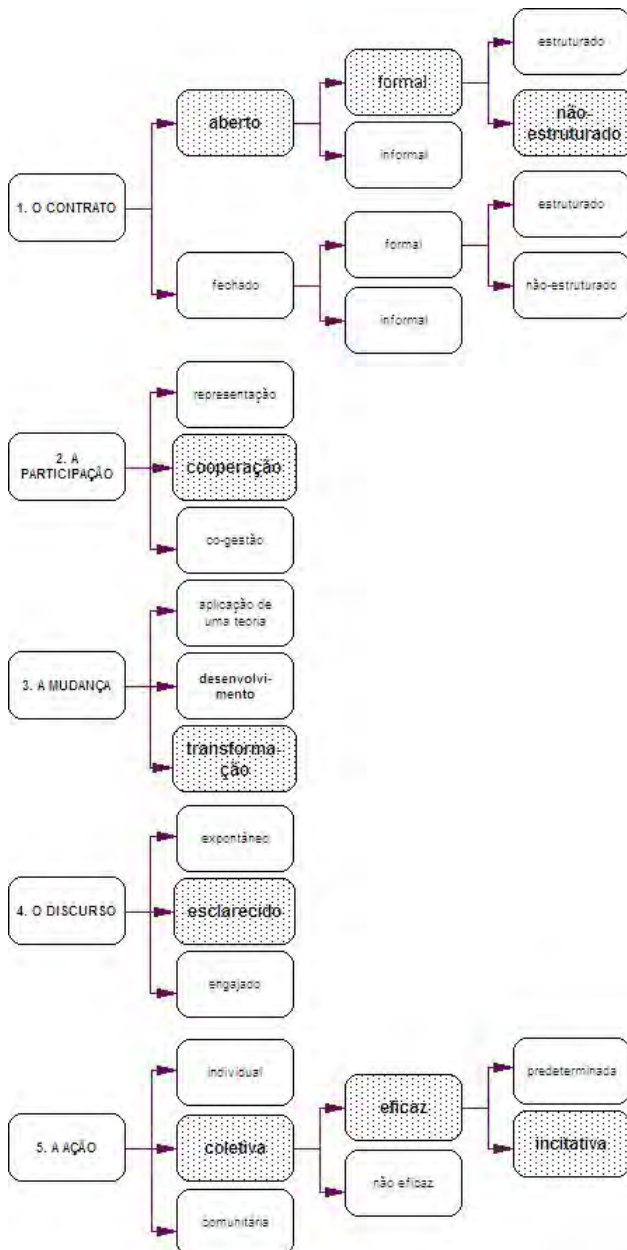 estruturado
formal
aberto
não-
estruturado
informal
1. O CONTRATO
estruturado
formal
fechado
não-estruturado
informal
representação
2. A
PARTICIPAÇÃO
cooperação
co-gestão
aplicação de
uma teoria
3. A MUDANÇA
desenvolvi-
mento
transforma-
ção
expontâneo
4. O DISCURSO
esclarecido
engajado
individual
predeterminada
eficaz
5. A AÇÃO
coletiva
incitativa
não eficaz
comunitária